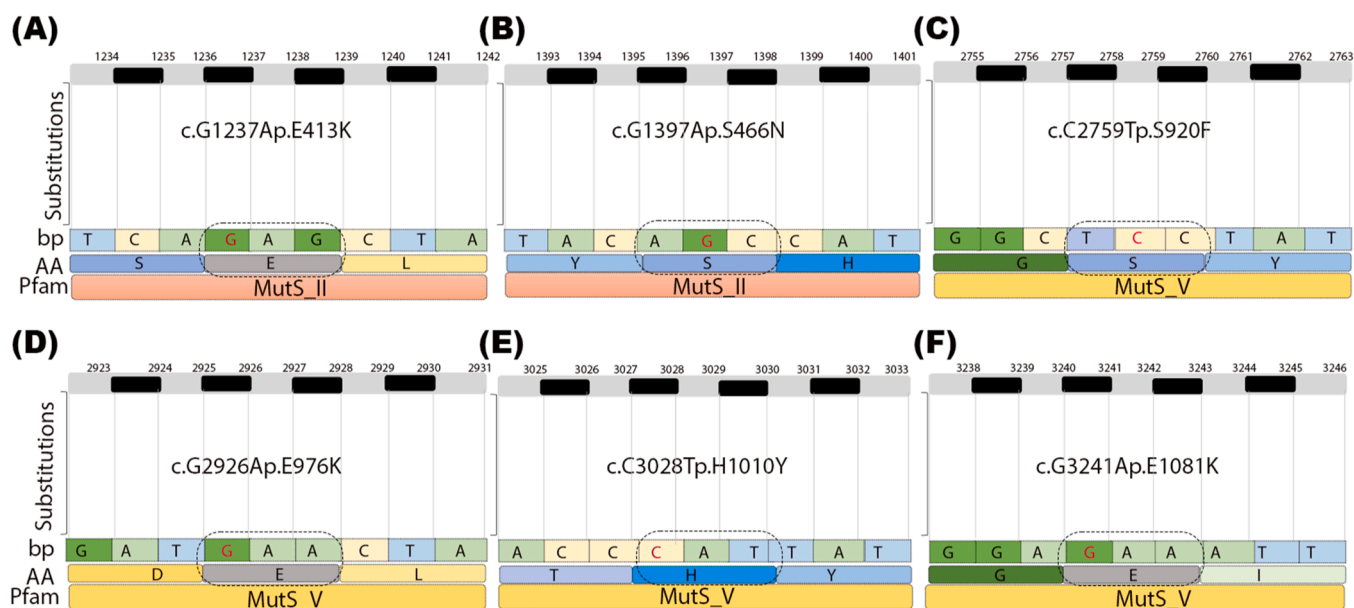 (A)
1234 1235 1236 1237 1238 1239 1240 1241 1242
Substitutions
c.G1237Ap.E413K
bp T C A G A G C T A
AA S E L
Pfam MutS_II
(B)
1393 1394 1395 1396 1397 1398 1399 1400 1401
c.G1397Ap.S466N
T A C A G C C A T
Y S H
MutS_II
(C)
2755 2756 2757 2758 2759 2760 2761 2762 2763
c.C2759Tp.S920F
G G C T C C T A T
G S Y
MutS_V
(D)
2923 2924 2925 2926 2927 2928 2929 2930 2931
Substitutions
c.G2926Ap.E976K
bp G A T G A A C T A
AA D E L
Pfam MutS_V
(E)
3025 3026 3027 3028 3029 3030 3031 3032 3033
c.C3028Tp.H1010Y
A C C C A T T A T
T H Y
MutS_V
(F)
3238 3239 3240 3241 3242 3243 3244 3245 3246
c.G3241Ap.E1081K
G G A G A A A T T
G E I
MutS_V